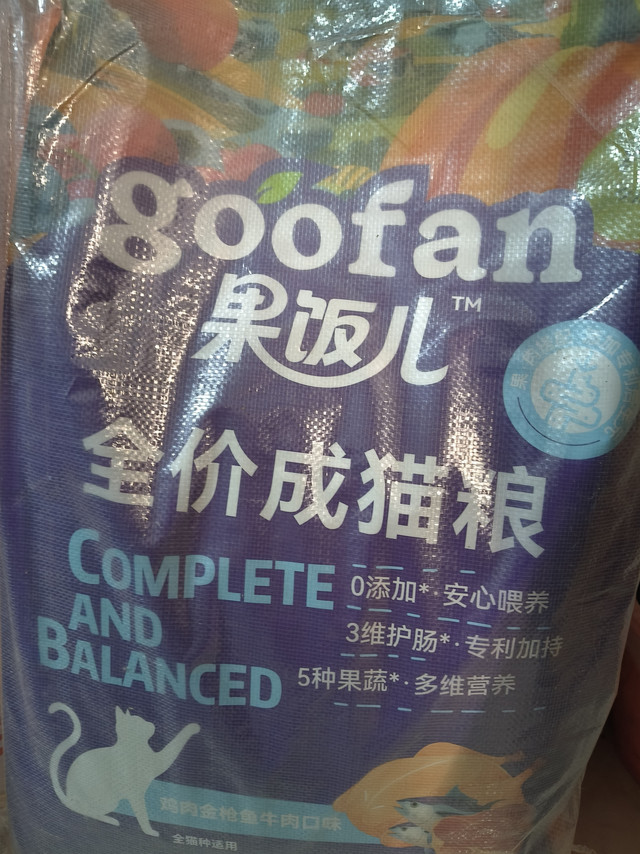 goofan
果饭儿™
全价成猫粮
COMPLETE
AND
BALANCED
0添加*·安心喂养
3维护肠*·专利加持
5种果蔬*·多维营养
鸡肉金枪鱼牛肉口味
全猫种适用